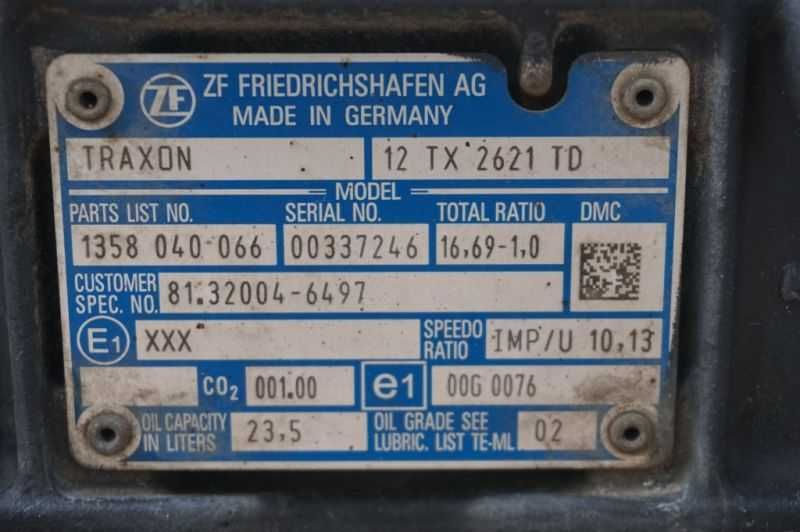 ZF ZF FRIEDRICHSHAFEN AG
MADE IN GERMANY
TRAXON 12 TX 2621 TD
MODEL
PARTS LIST NO. SERIAL NO. TOTAL RATIO DMC
1358 040 066 00337246 16,69-1,0
CUSTOMER SPEC. NO. 81.32004-6497
E1 XXX SPEEDO RATIO IMP/U 10,13
CO2 001.00 e1 00G 0076
OIL CAPACITY IN LITERS 23,5 OIL GRADE SEE LUBRIC. LIST TE-ML 02